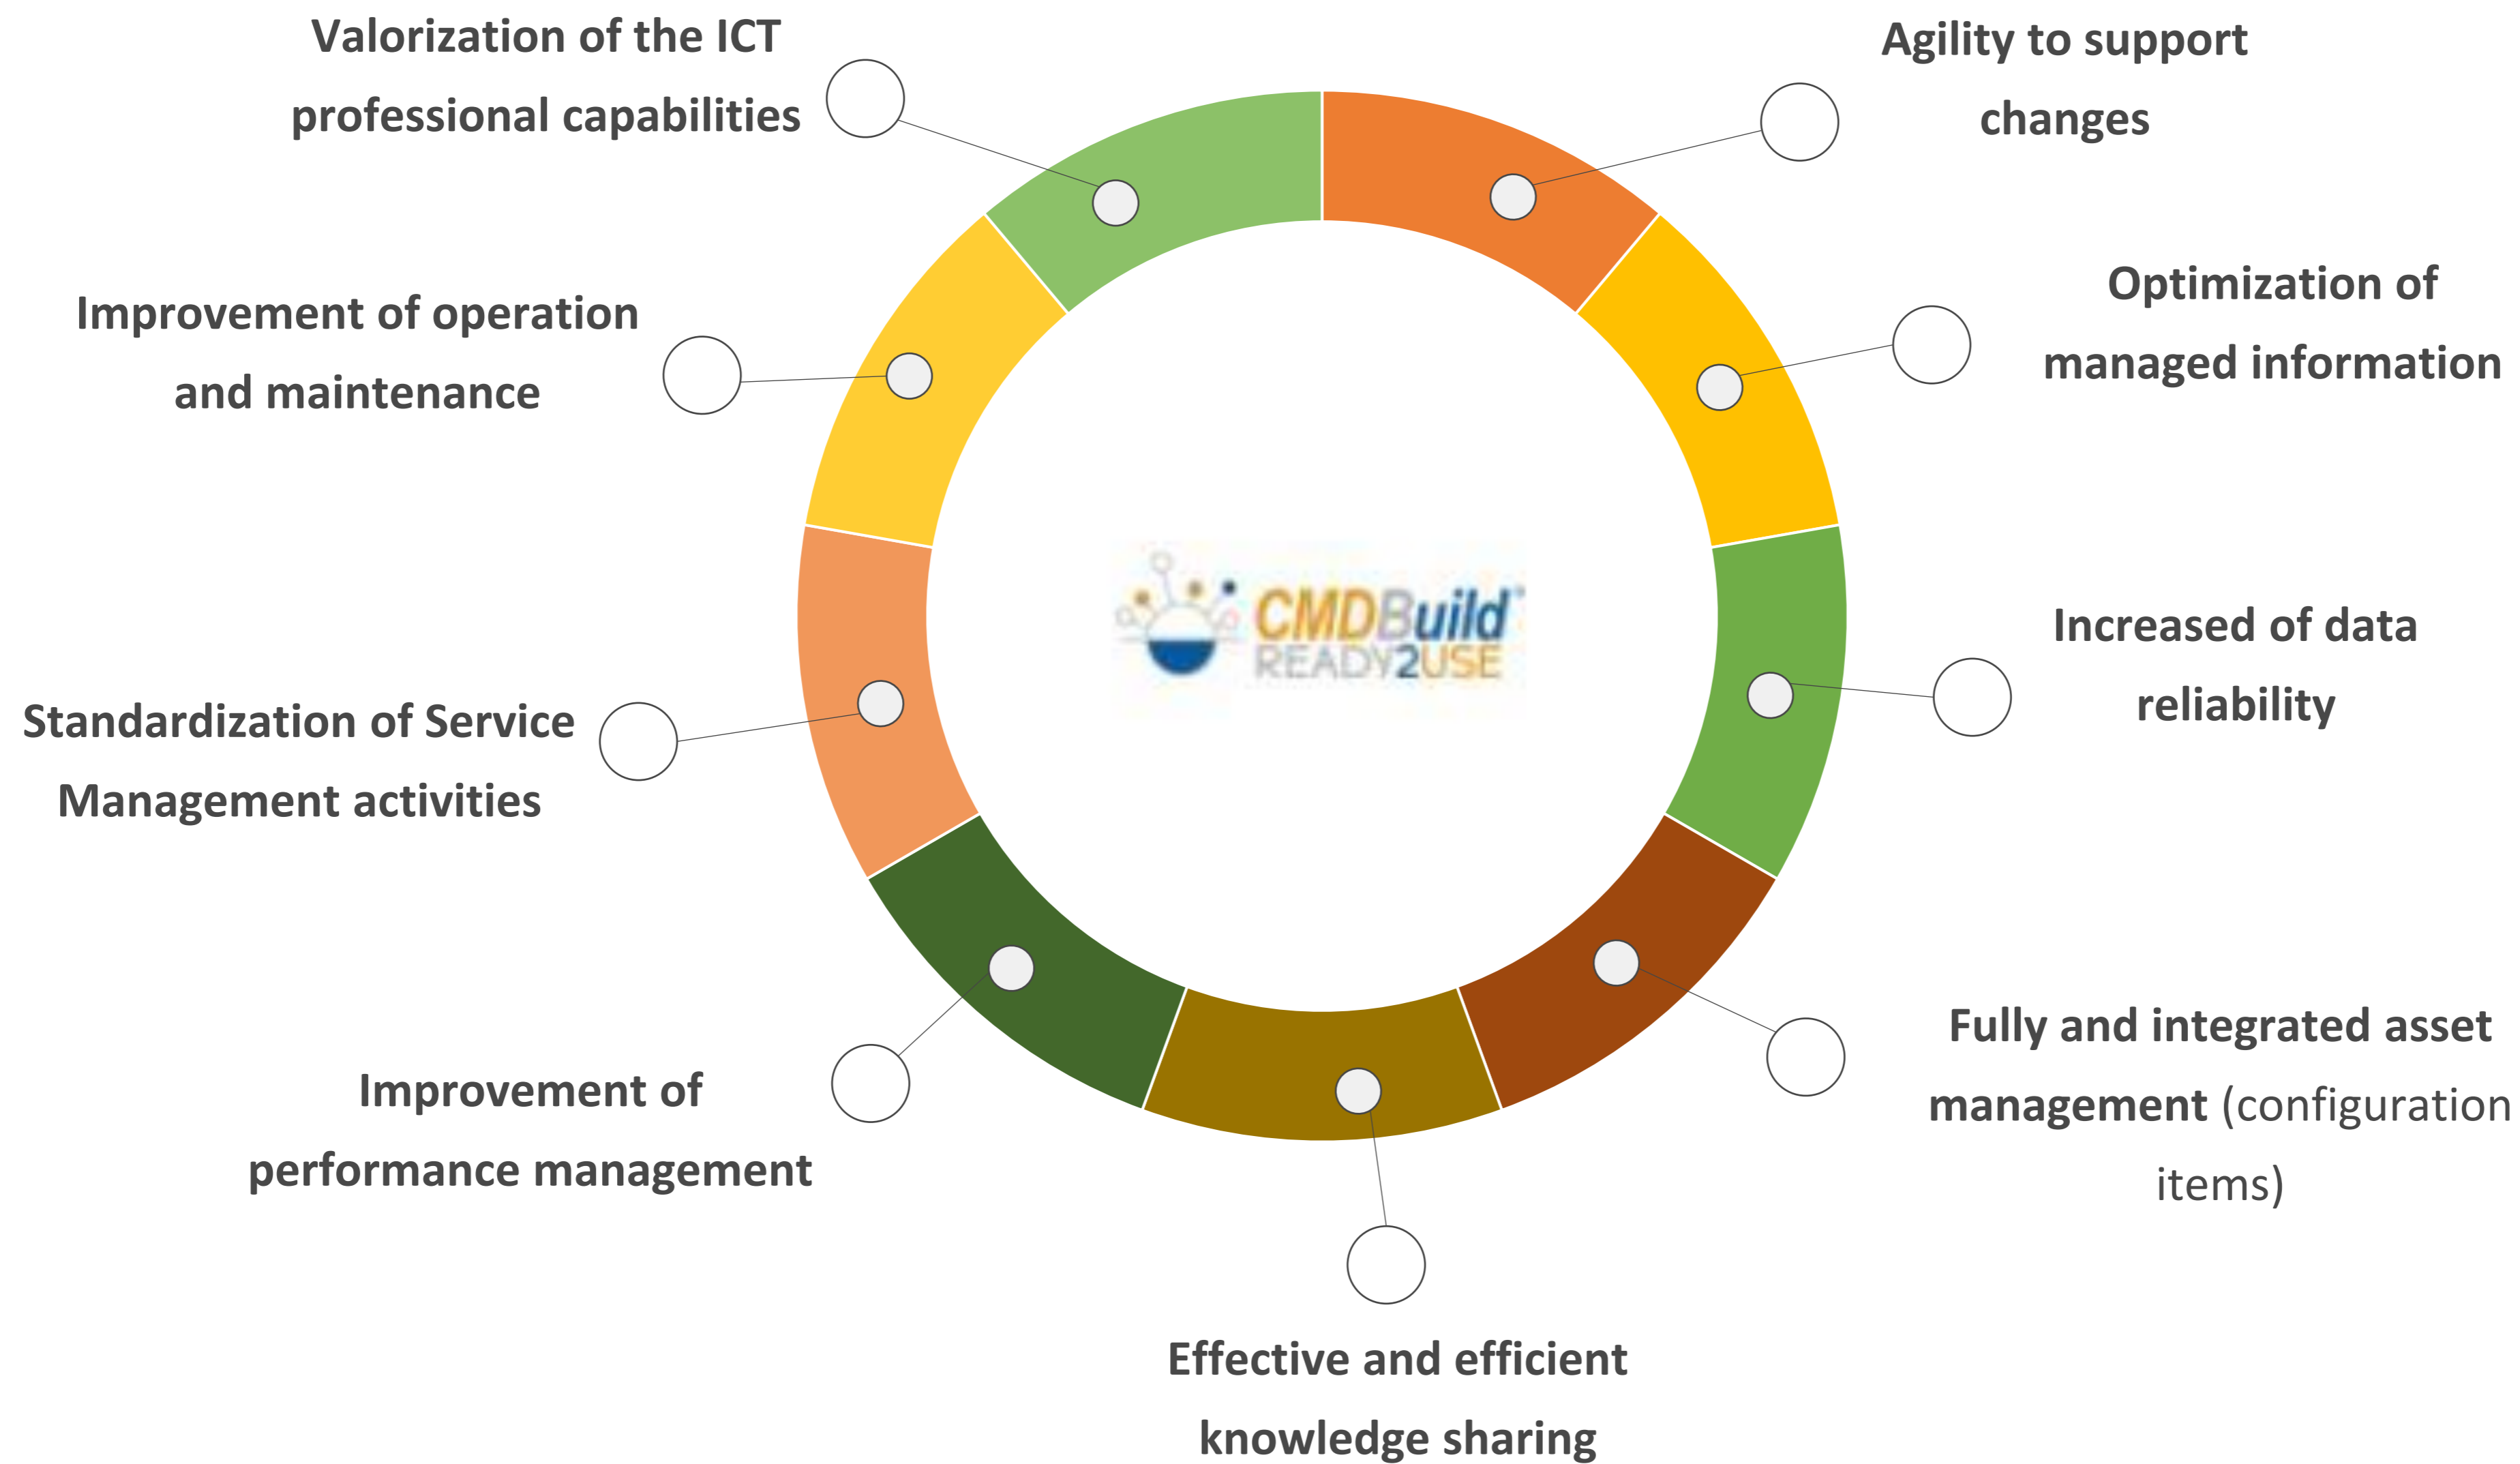 Valorization of the ICT
professional capabilities
Agility to support
changes
Improvement of operation
and maintenance
Optimization of
managed information
CMDBuild
READY2USE
Increased of data
reliability
Standardization of Service
Management activities
Fully and integrated asset
management (configuration
items)
Improvement of
performance management
Effective and efficient
knowledge sharing